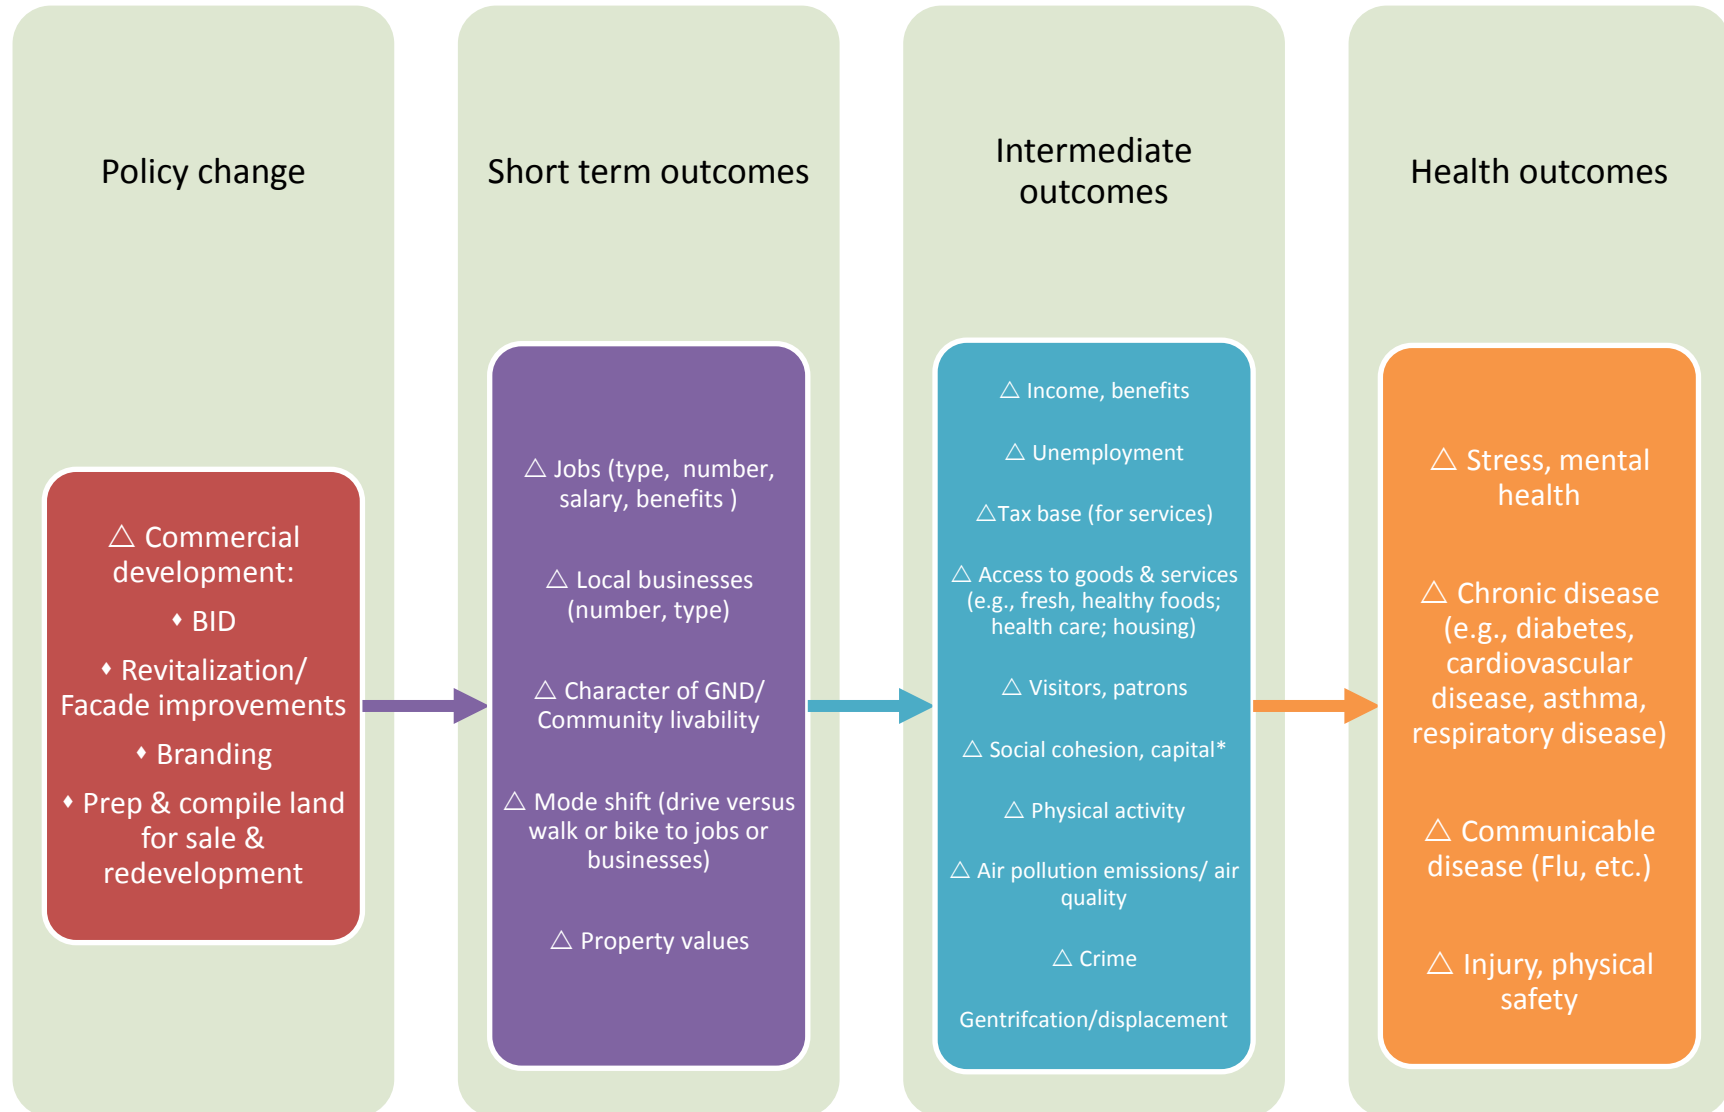 Policy change
△ Commercial
development:
♦ BID
♦ Revitalization/
Facade improvements
♦ Branding
♦ Prep & compile land
for sale &
redevelopment
Short term outcomes
△ Jobs (type,  number,
salary, benefits )
△ Local businesses
(number, type)
△ Character of GND/
Community livability
△ Mode shift (drive versus
walk or bike to jobs or
businesses)
△ Property values
Intermediate
outcomes
△ Income, benefits
△ Unemployment
△Tax base (for services)
△ Access to goods & services
(e.g., fresh, healthy foods;
health care; housing)
△ Visitors, patrons
△ Social cohesion, capital*
△ Physical activity
△ Air pollution emissions/ air
quality
△ Crime
Gentrifcation/displacement
Health outcomes
△ Stress, mental
health
△ Chronic disease
(e.g., diabetes,
cardiovascular
disease, asthma,
respiratory disease)
△ Communicable
disease (Flu, etc.)
△ Injury, physical
safety